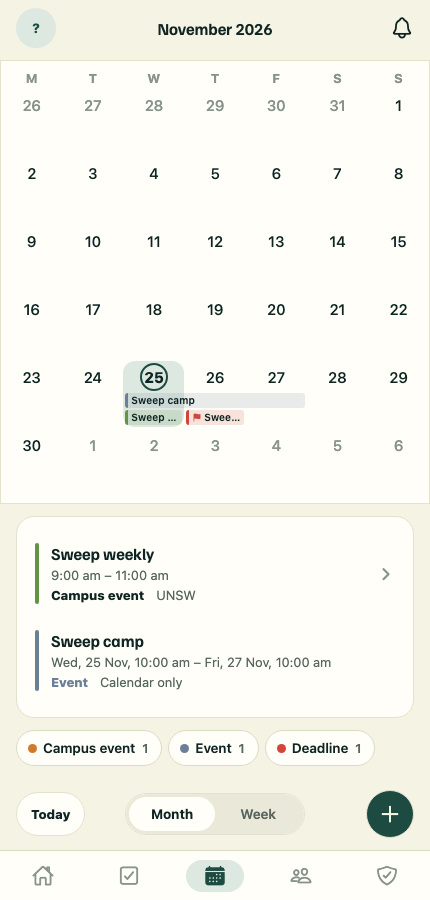 ?
November 2026
M T W T F S S
26 27 28 29 30 31 1
2 3 4 5 6 7 8
9 10 11 12 13 14 15
16 17 18 19 20 21 22
23 24 25 26 27 28 29
Sweep camp
Sweep ... Swee...
30 1 2 3 4 5 6
Sweep weekly
9:00 am – 11:00 am
Campus event UNSW
Sweep camp
Wed, 25 Nov, 10:00 am – Fri, 27 Nov, 10:00 am
Event Calendar only
Campus event 1 Event 1 Deadline 1
Today Month Week